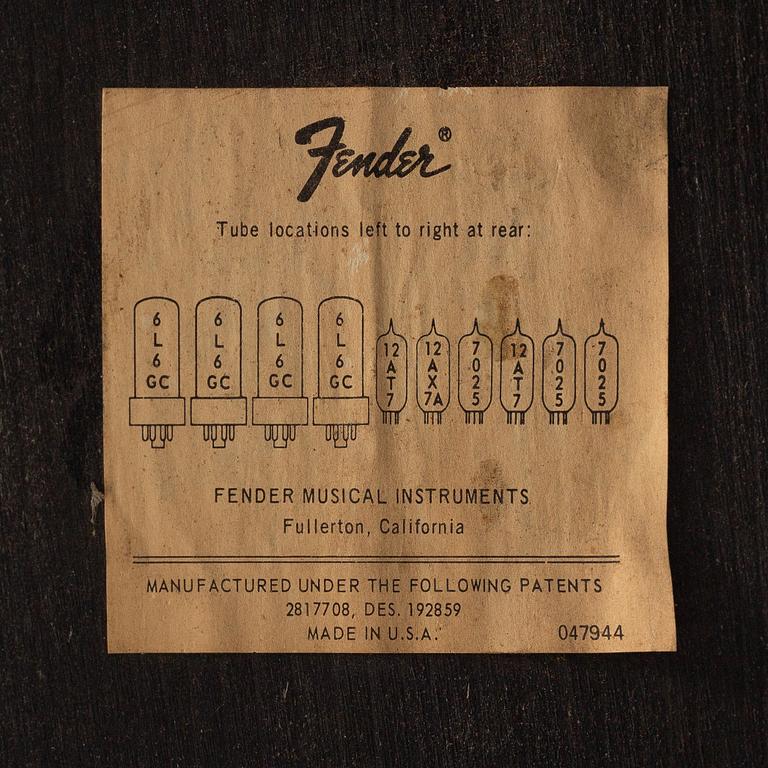 Fender®
Tube locations left to right at rear:
6L6GC 6L6GC 6L6GC 6L6GC 12AT7 12AX7A 7025 12AT7 7025 7025
FENDER MUSICAL INSTRUMENTS
Fullerton, California
MANUFACTURED UNDER THE FOLLOWING PATENTS
2817708, DES. 192859
MADE IN U.S.A. 047944